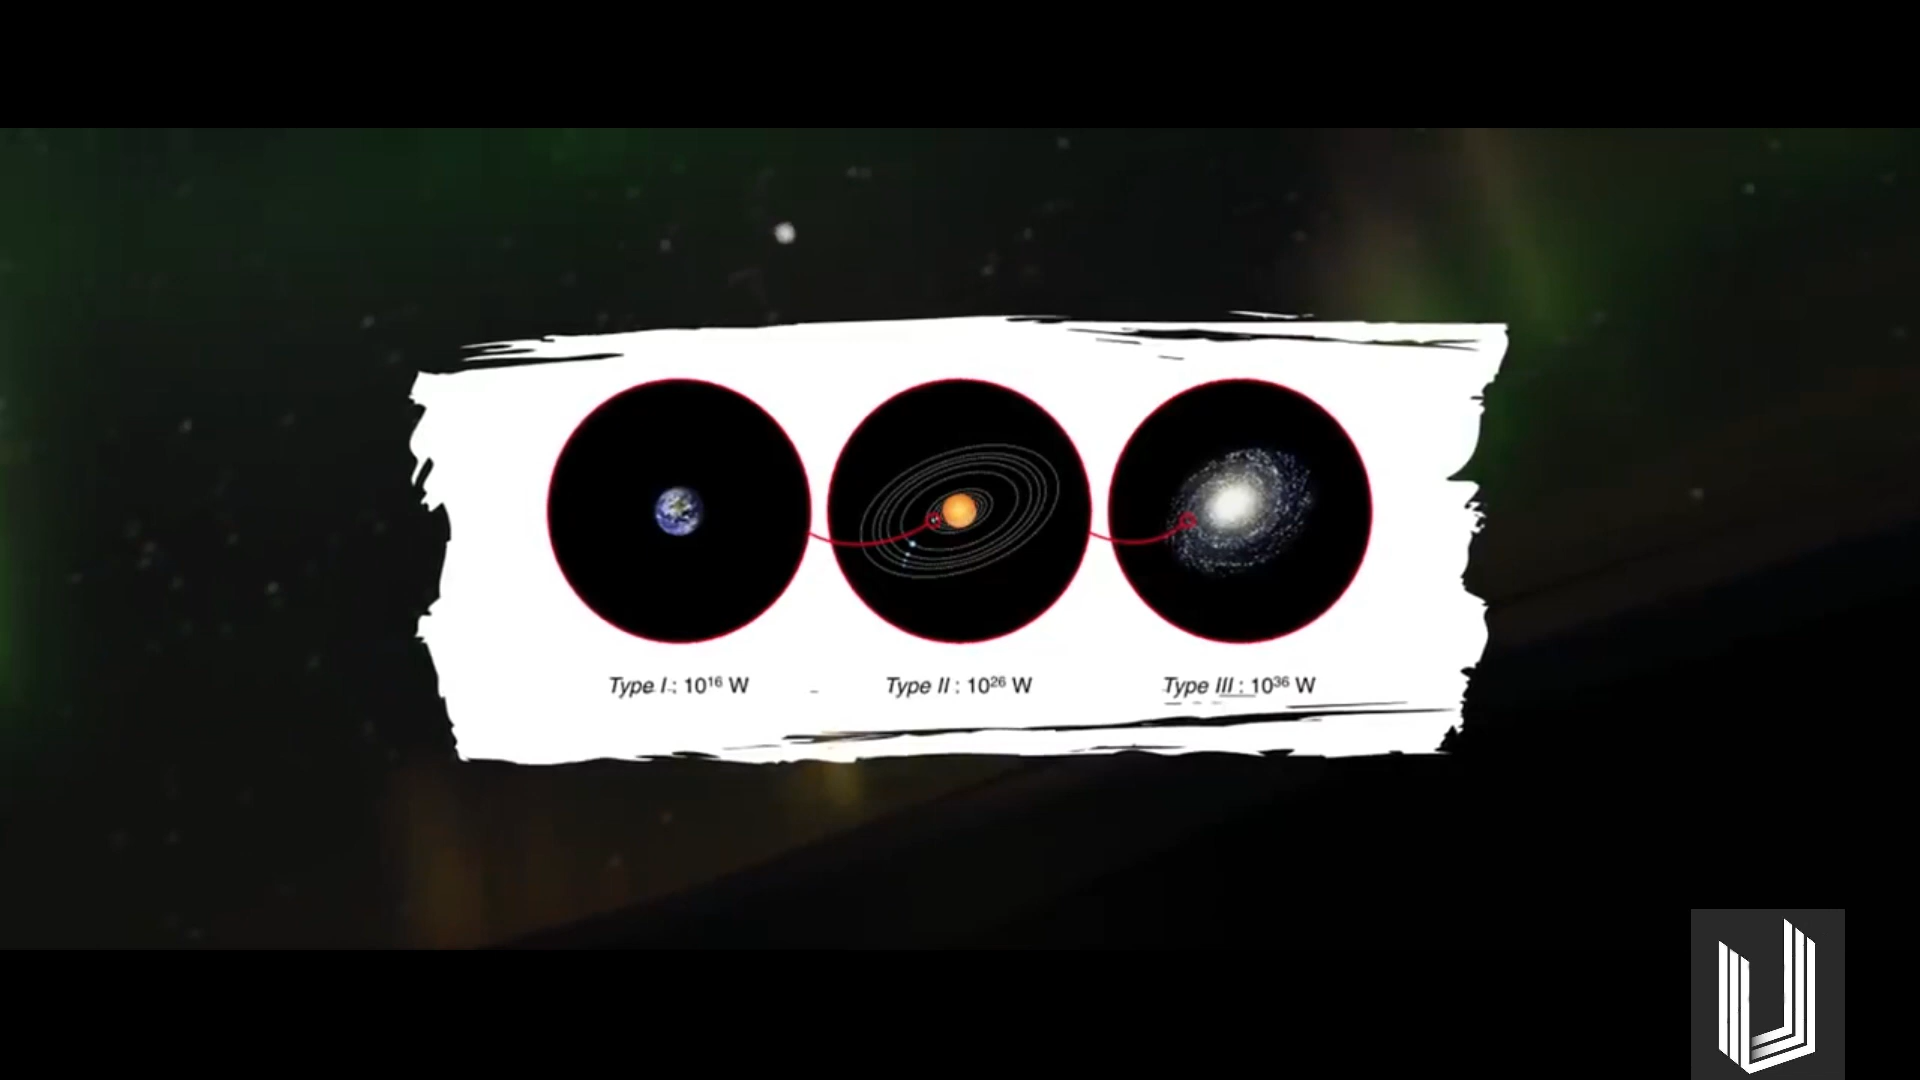 Type I : 10¹⁶ W
Type II : 10²⁶ W
Type III : 10³⁶ W